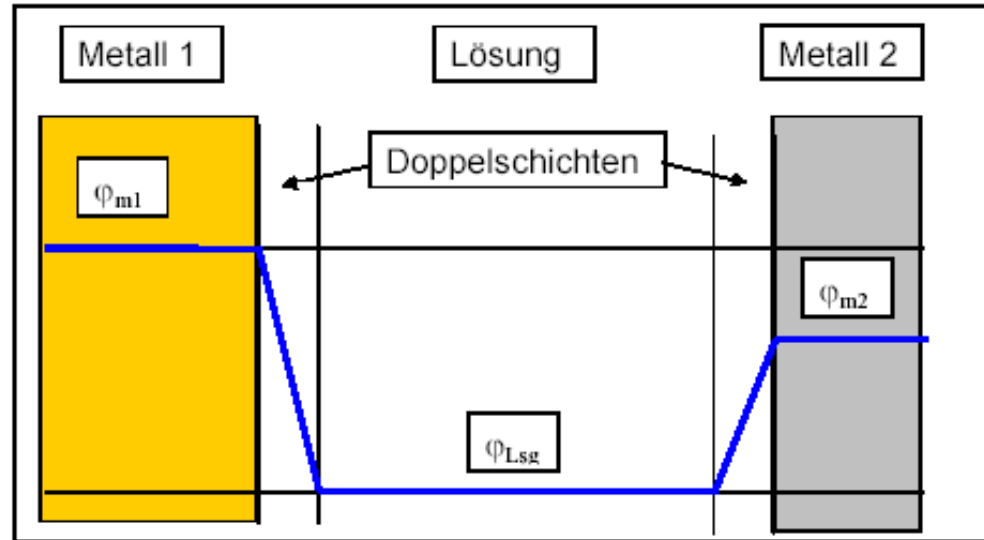 Metall 1
Lösung
Metall 2
Doppelschichten
φm1
φm2
φLsg